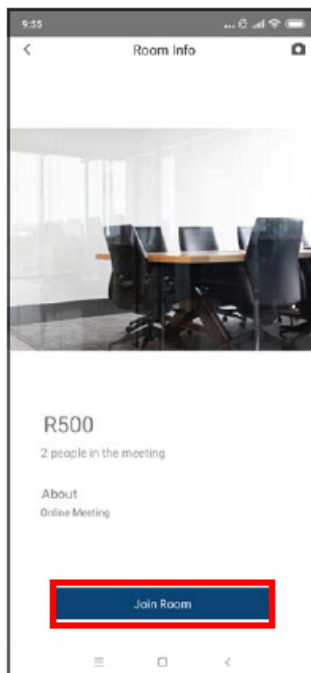 9:55
...
Room Info
R500
2 people in the meeting
About
Online Meeting
Join Room